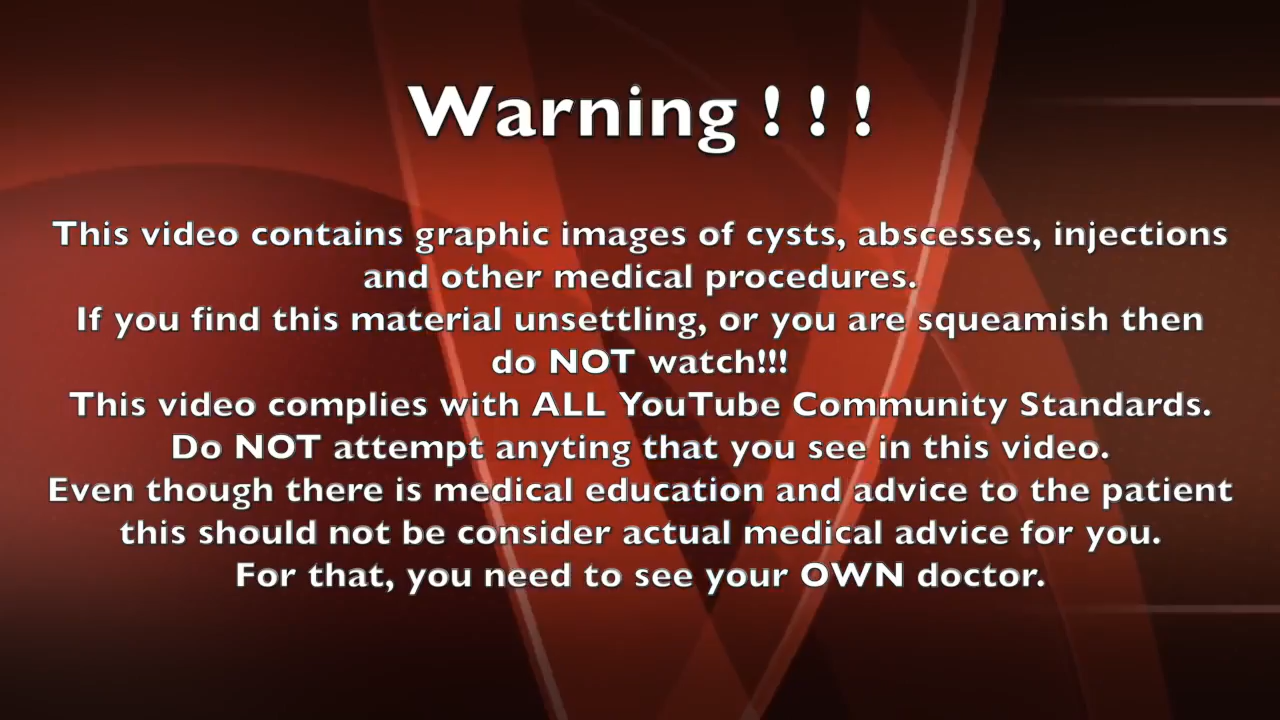 Warning ! ! !
This video contains graphic images of cysts, abscesses, injections
and other medical procedures.
If you find this material unsettling, or you are squeamish then
do NOT watch!!!
This video complies with ALL YouTube Community Standards.
Do NOT attempt anyting that you see in this video.
Even though there is medical education and advice to the patient
this should not be consider actual medical advice for you.
For that, you need to see your OWN doctor.